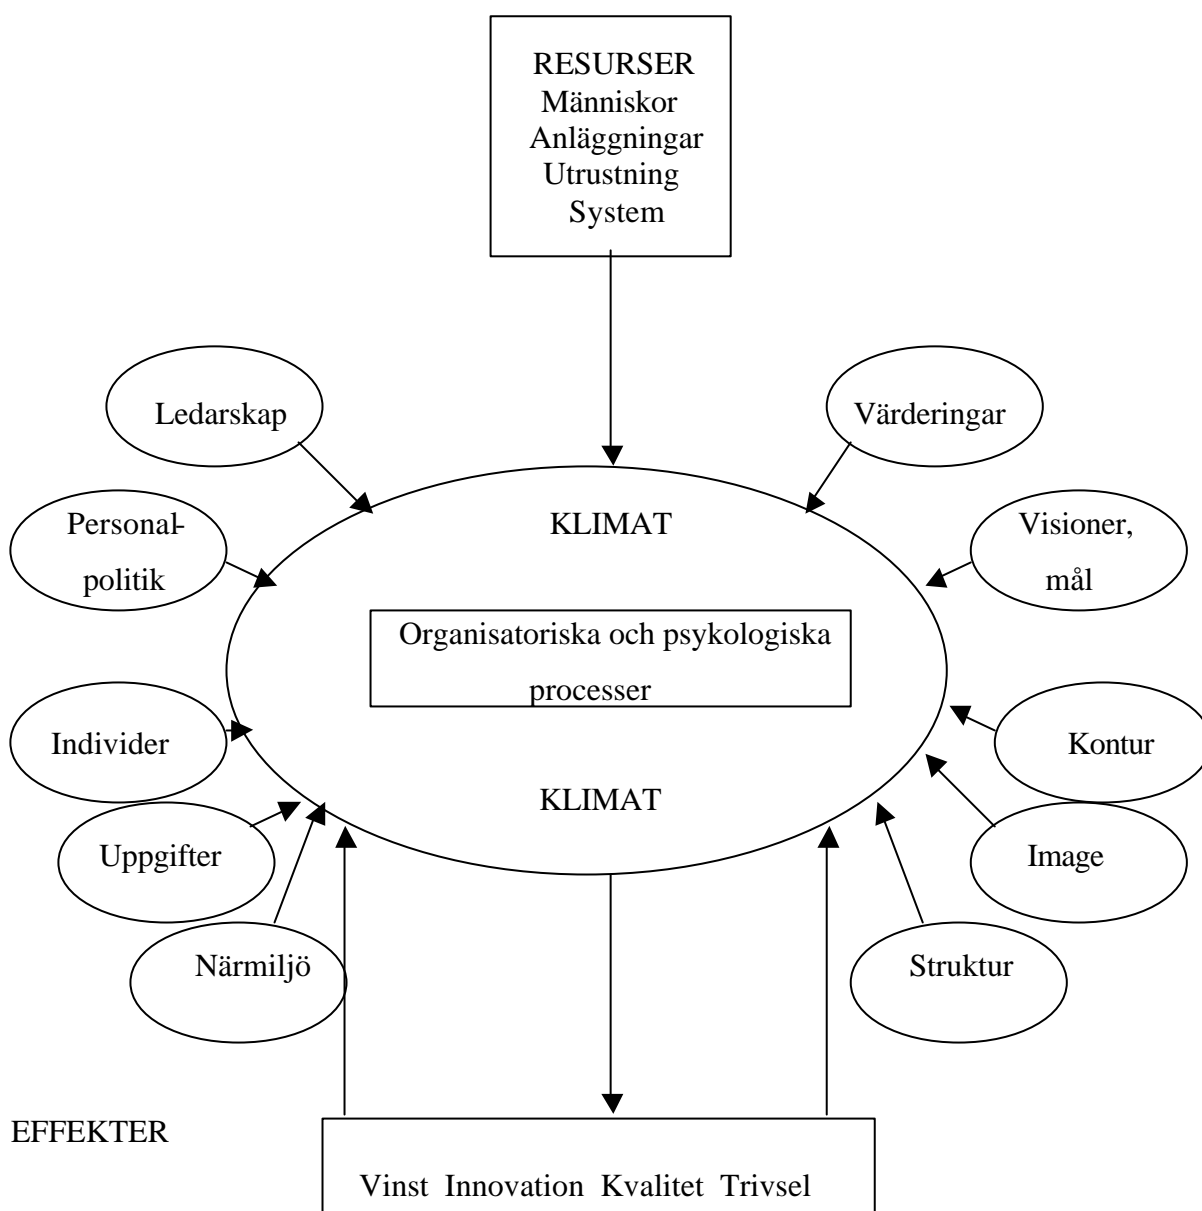 RESURSER
Människor
Anläggningar
Utrustning
System
Ledarskap
Värderingar
Personal-
politik
KLIMAT
Visioner,
mål
Organisatoriska och psykologiska
processer
Individer
Kontur
KLIMAT
Uppgifter
Image
Närmiljö
Struktur
EFFEKTER
Vinst Innovation Kvalitet Trivsel